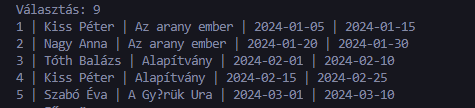 Választás: 9
1 | Kiss Péter | Az arany ember | 2024-01-05 | 2024-01-15
2 | Nagy Anna | Az arany ember | 2024-01-20 | 2024-01-30
3 | Tóth Balázs | Alapítvány | 2024-02-01 | 2024-02-10
4 | Kiss Péter | Alapítvány | 2024-02-15 | 2024-02-25
5 | Szabó Éva | A Gy?rük Ura | 2024-03-01 | 2024-03-10